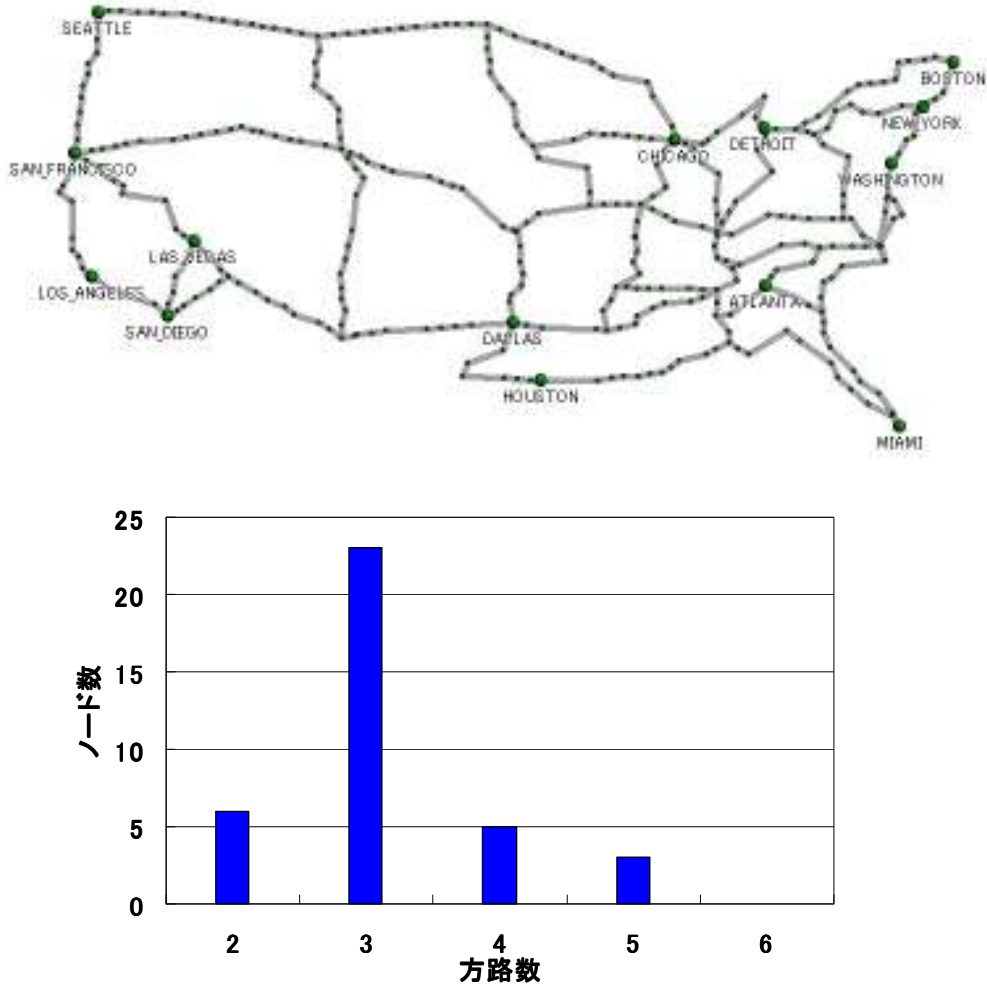 SEATTLE
BOSTON
NEW_YORK
DETROIT
CHICAGO
SAN_FRANCISCO
WASHINGTON
LAS_VEGAS
LOS_ANGELES
ATLANTA
SAN_DIEGO
DALLAS
HOUSTON
MIAMI
25
20
15
10
5
0
ノード数
2 3 4 5 6
方路数